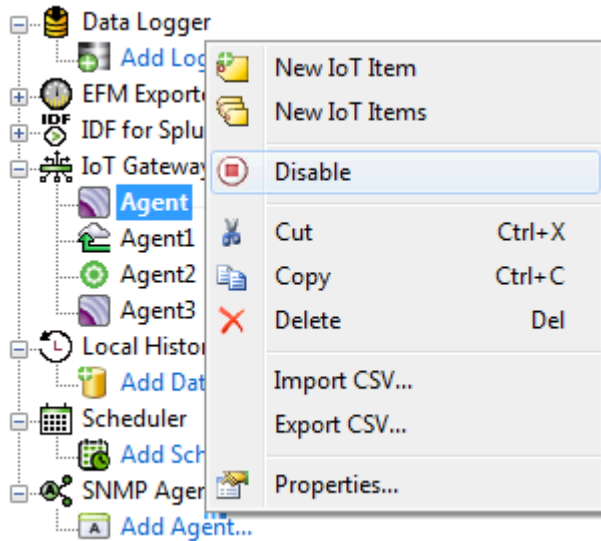 Data Logger
Add Log
EFM Exporte
IDF for Splu
IoT Gateway
Agent
Agent1
Agent2
Agent3
Local Histor
Add Dat
Scheduler
Add Sch
SNMP Agen
Add Agent...
New IoT Item
New IoT Items
Disable
Cut Ctrl+X
Copy Ctrl+C
Delete Del
Import CSV...
Export CSV...
Properties...
IDF
A